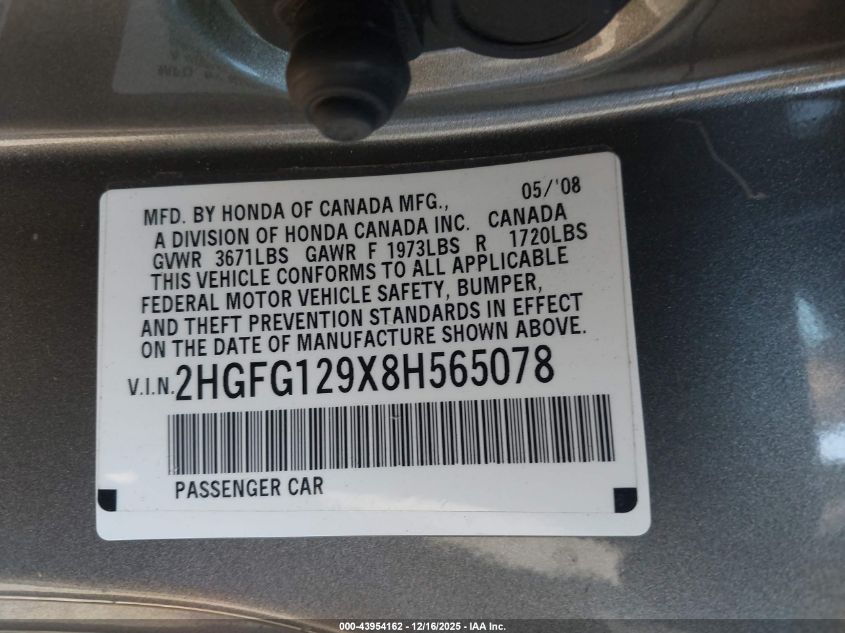 05/'08
MFD. BY HONDA OF CANADA MFG.,
A DIVISION OF HONDA CANADA INC. CANADA
GVWR 3671LBS GAWR F 1973LBS R 1720LBS
THIS VEHICLE CONFORMS TO ALL APPLICABLE
FEDERAL MOTOR VEHICLE SAFETY, BUMPER,
AND THEFT PREVENTION STANDARDS IN EFFECT
ON THE DATE OF MANUFACTURE SHOWN ABOVE.
V.I.N. 2HGFG129X8H565078
PASSENGER CAR
000-43954162 - 12/16/2025 - IAA Inc.